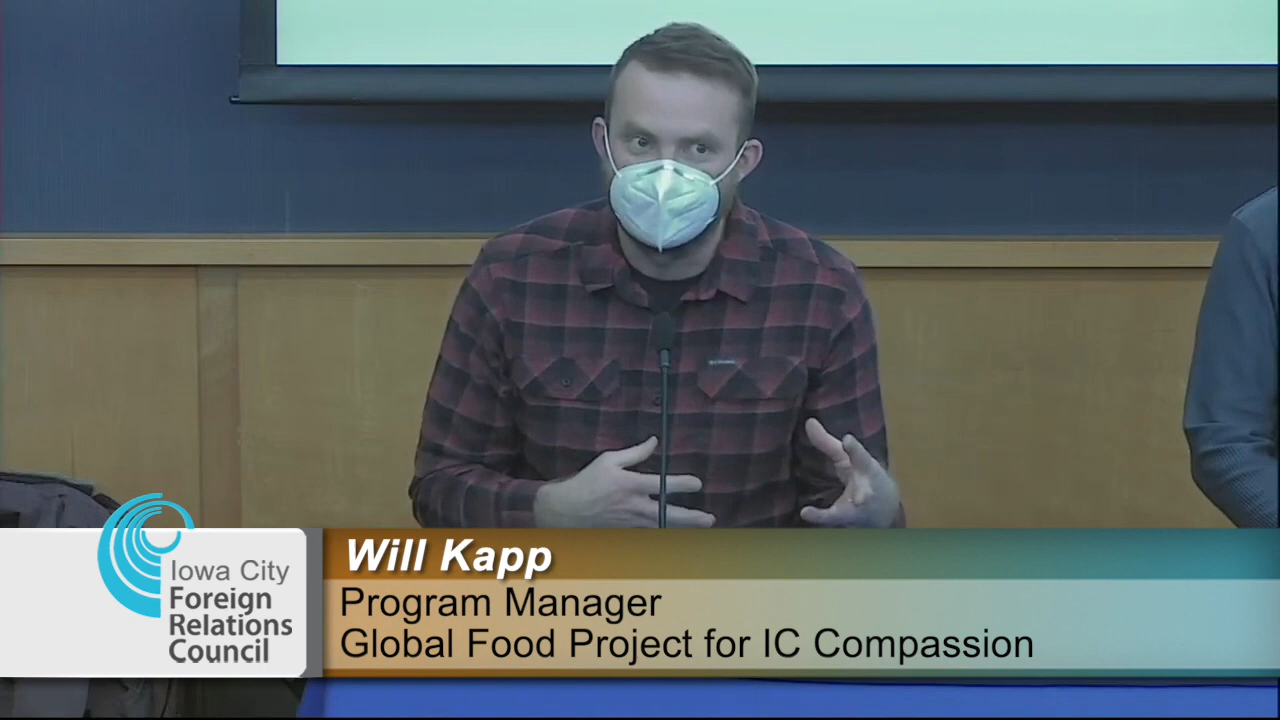 Will Kapp
Program Manager
Global Food Project for IC Compassion
Iowa City
Foreign
Relations
Council